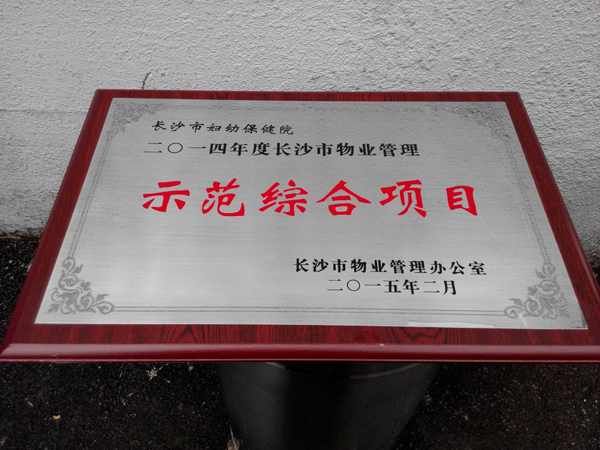 长沙市妇幼保健院
二〇一四年度长沙市物业管理
示范综合项目
长沙市物业管理办公室
二〇一五年二月